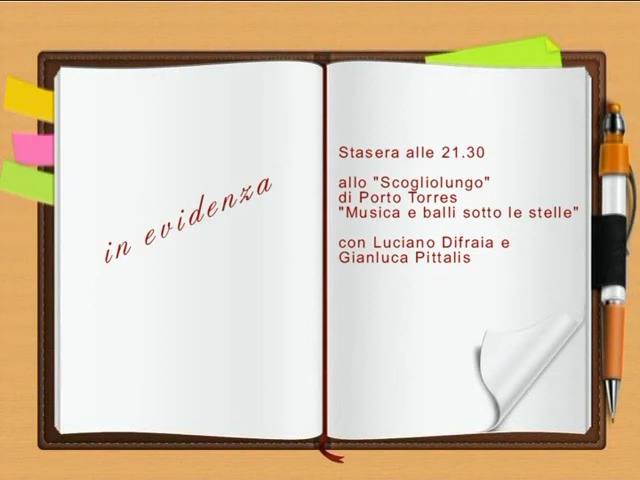 in evidenza
Stasera alle 21.30
allo "Scogliolungo"
di Porto Torres
"Musica e balli sotto le stelle"
con Luciano Difraia e
Gianluca Pittalis